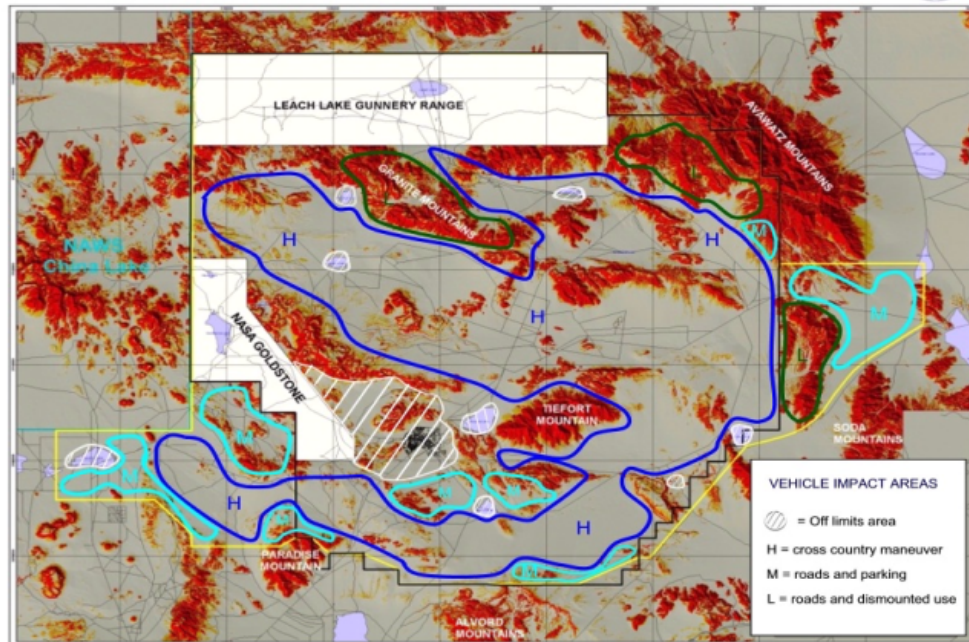 LEACH LAKE GUNNERY RANGE
AVAWATZ MOUNTAINS
GRANITE MOUNTAINS
L
L
NAWS
China Lake
H
M
H
H
M
NASA GOLDSTONE
L
TIEFORT
MOUNTAIN
SODA
MOUNTAINS
M
M
M
M
H
M
H
PARADISE
MOUNTAIN
M
ALVORD
MOUNTAINS
VEHICLE IMPACT AREAS
= Off limits area
H = cross country maneuver
M = roads and parking
L = roads and dismounted use